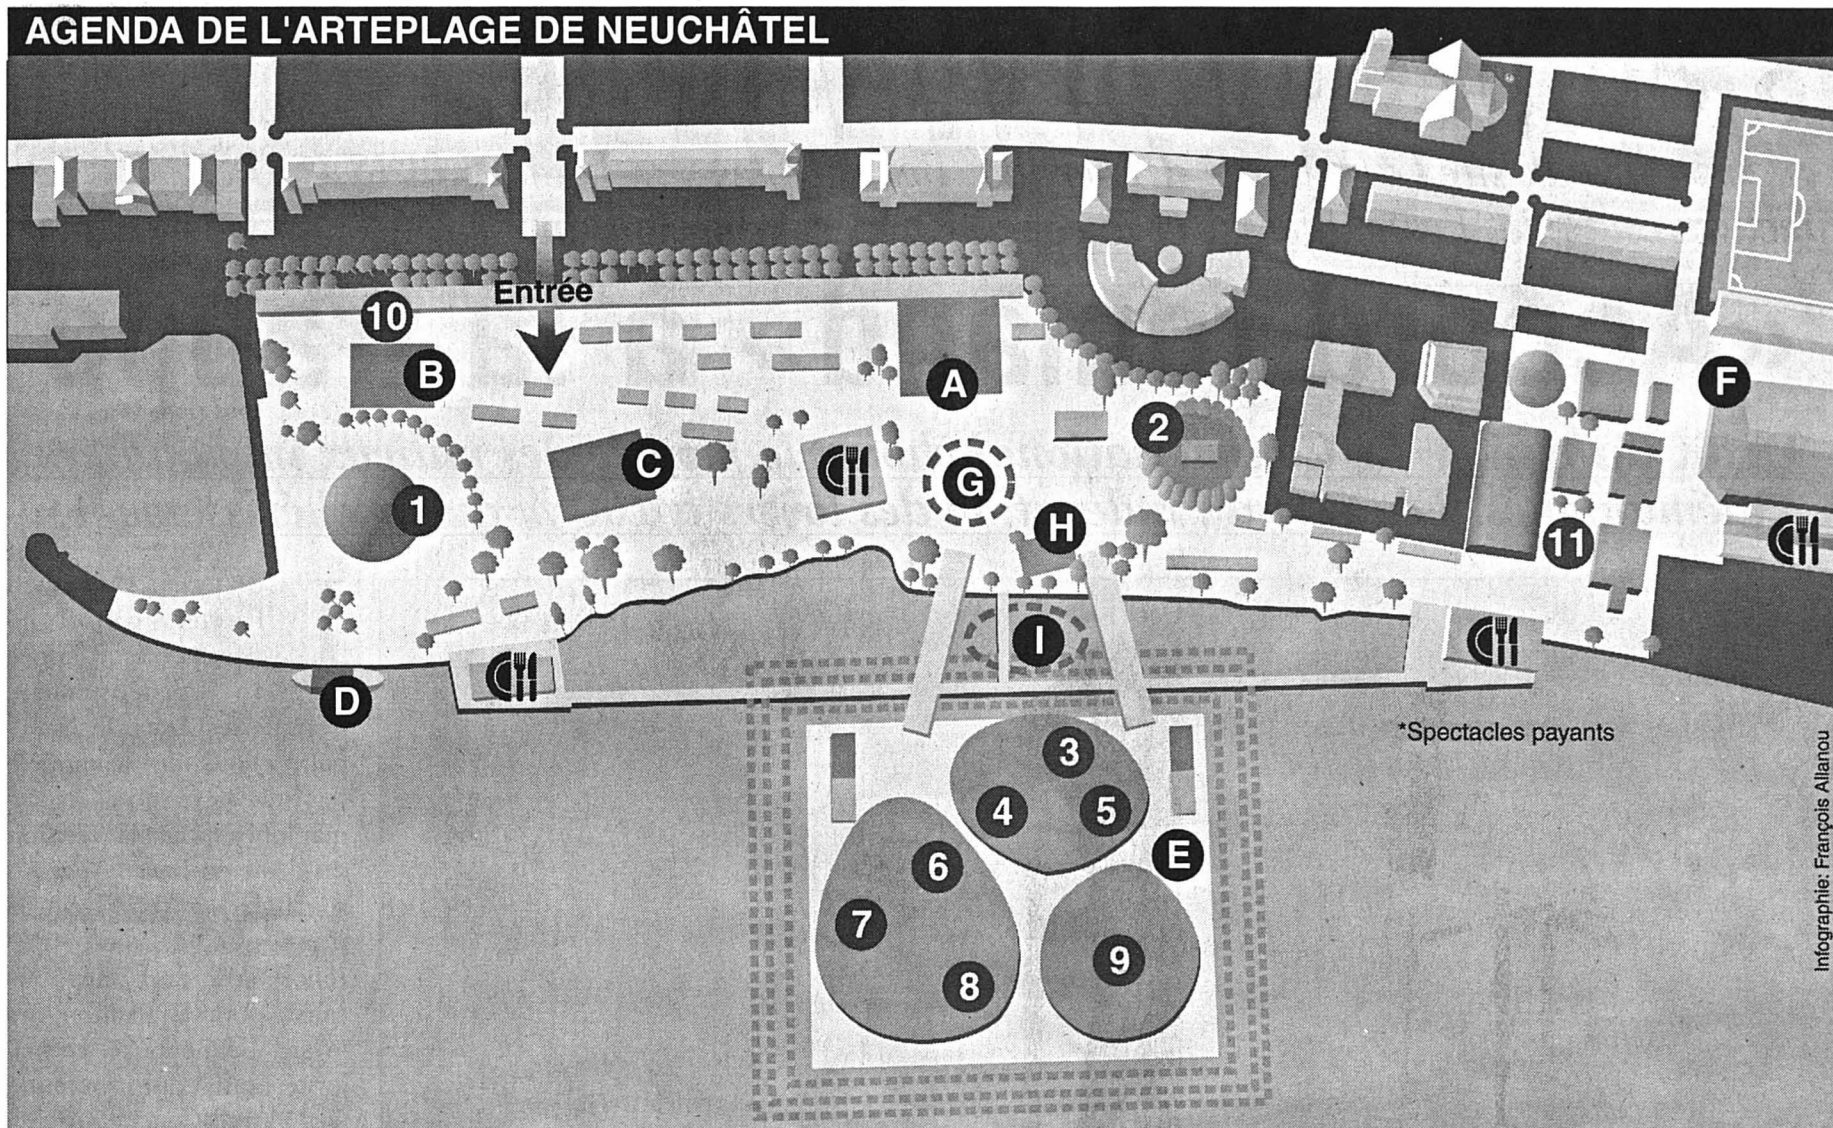 AGENDA DE L'ARTEPLAGE DE NEUCHÂTEL
Entrée
10
B
A
F
2
C
1
G
H
11
I
D
*Spectacles payants
3
4
5
E
6
7
9
8
Infographie: François Allanou